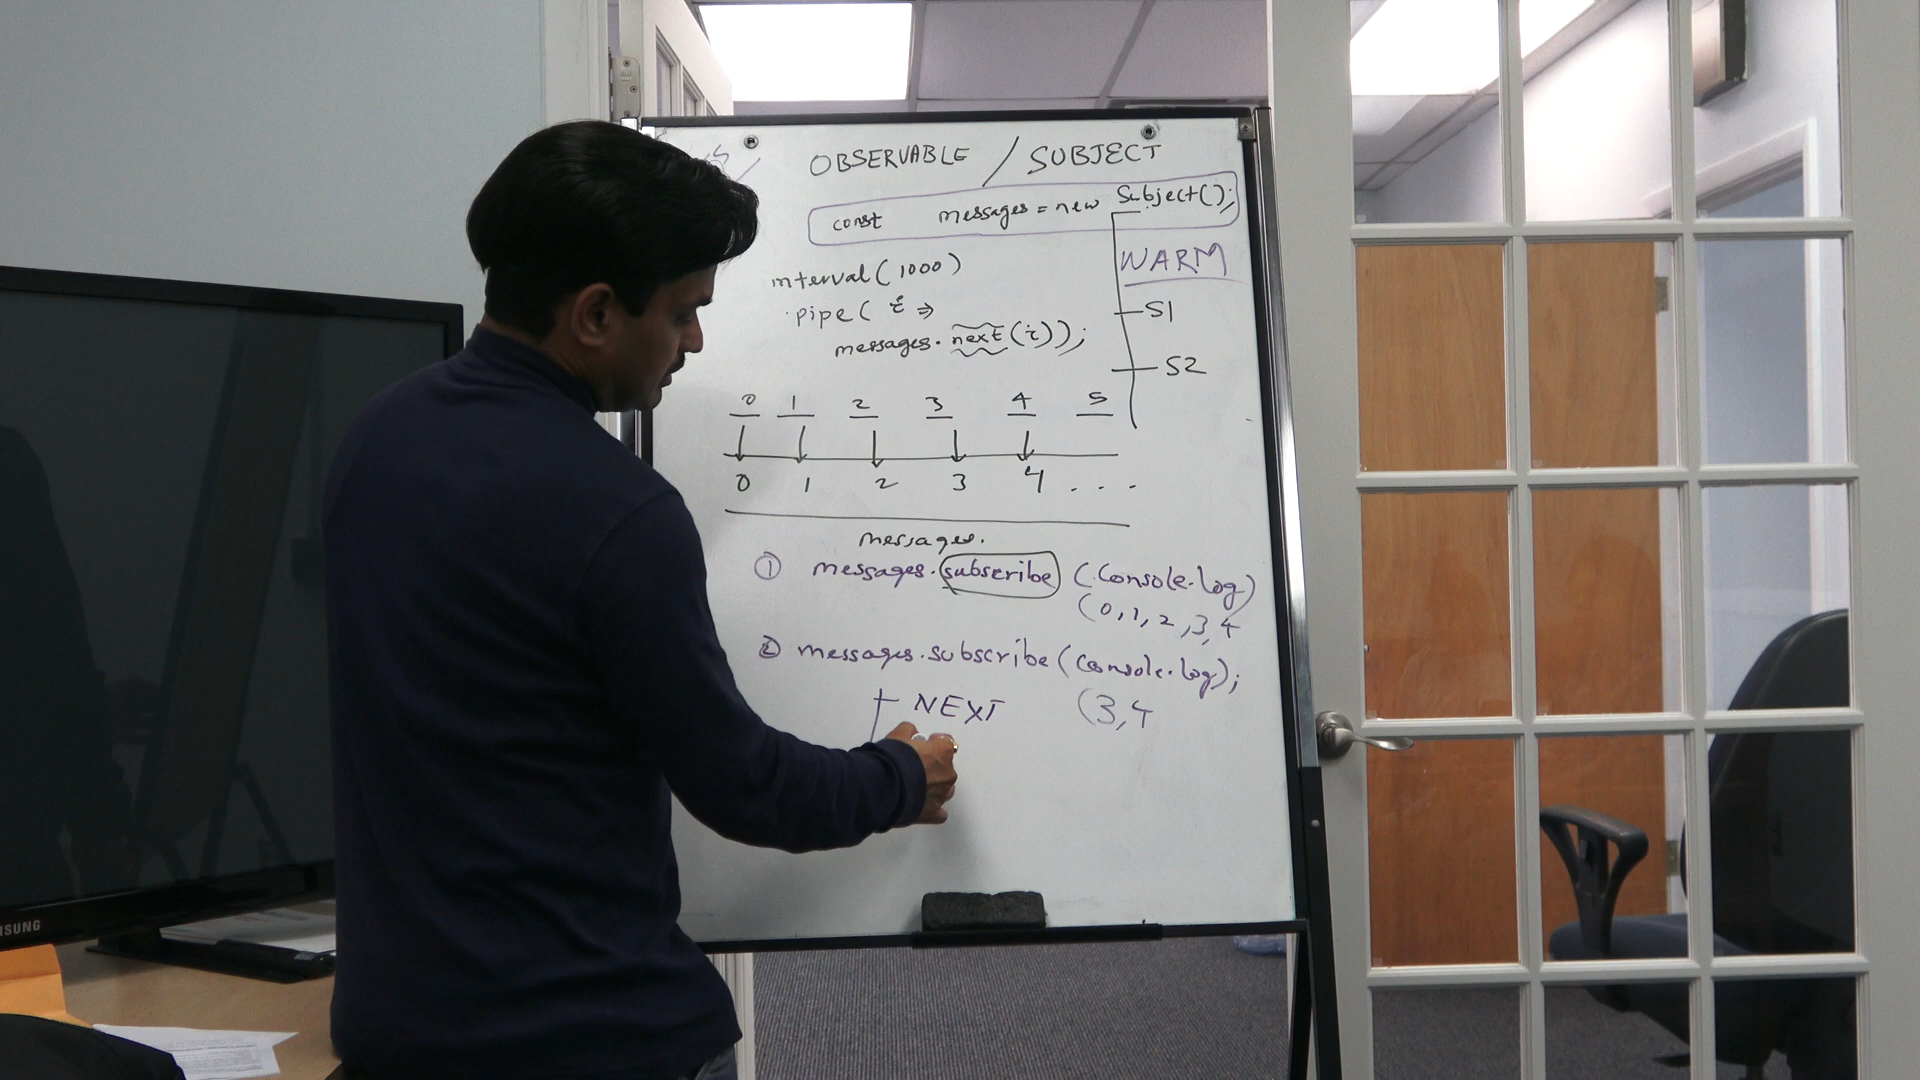 OBSERVABLE / SUBJECT
const messages = new Subject();
WARM
interval(1000)
.pipe( i =>
messages.next(i));
S1
S2
0 1 2 3 4 5
0 1 2 3 4 ...
messages.
① messages.subscribe (console.log)
(0,1,2,3,4
② messages.subscribe(console.log);
NEXT (3,4
SUNG